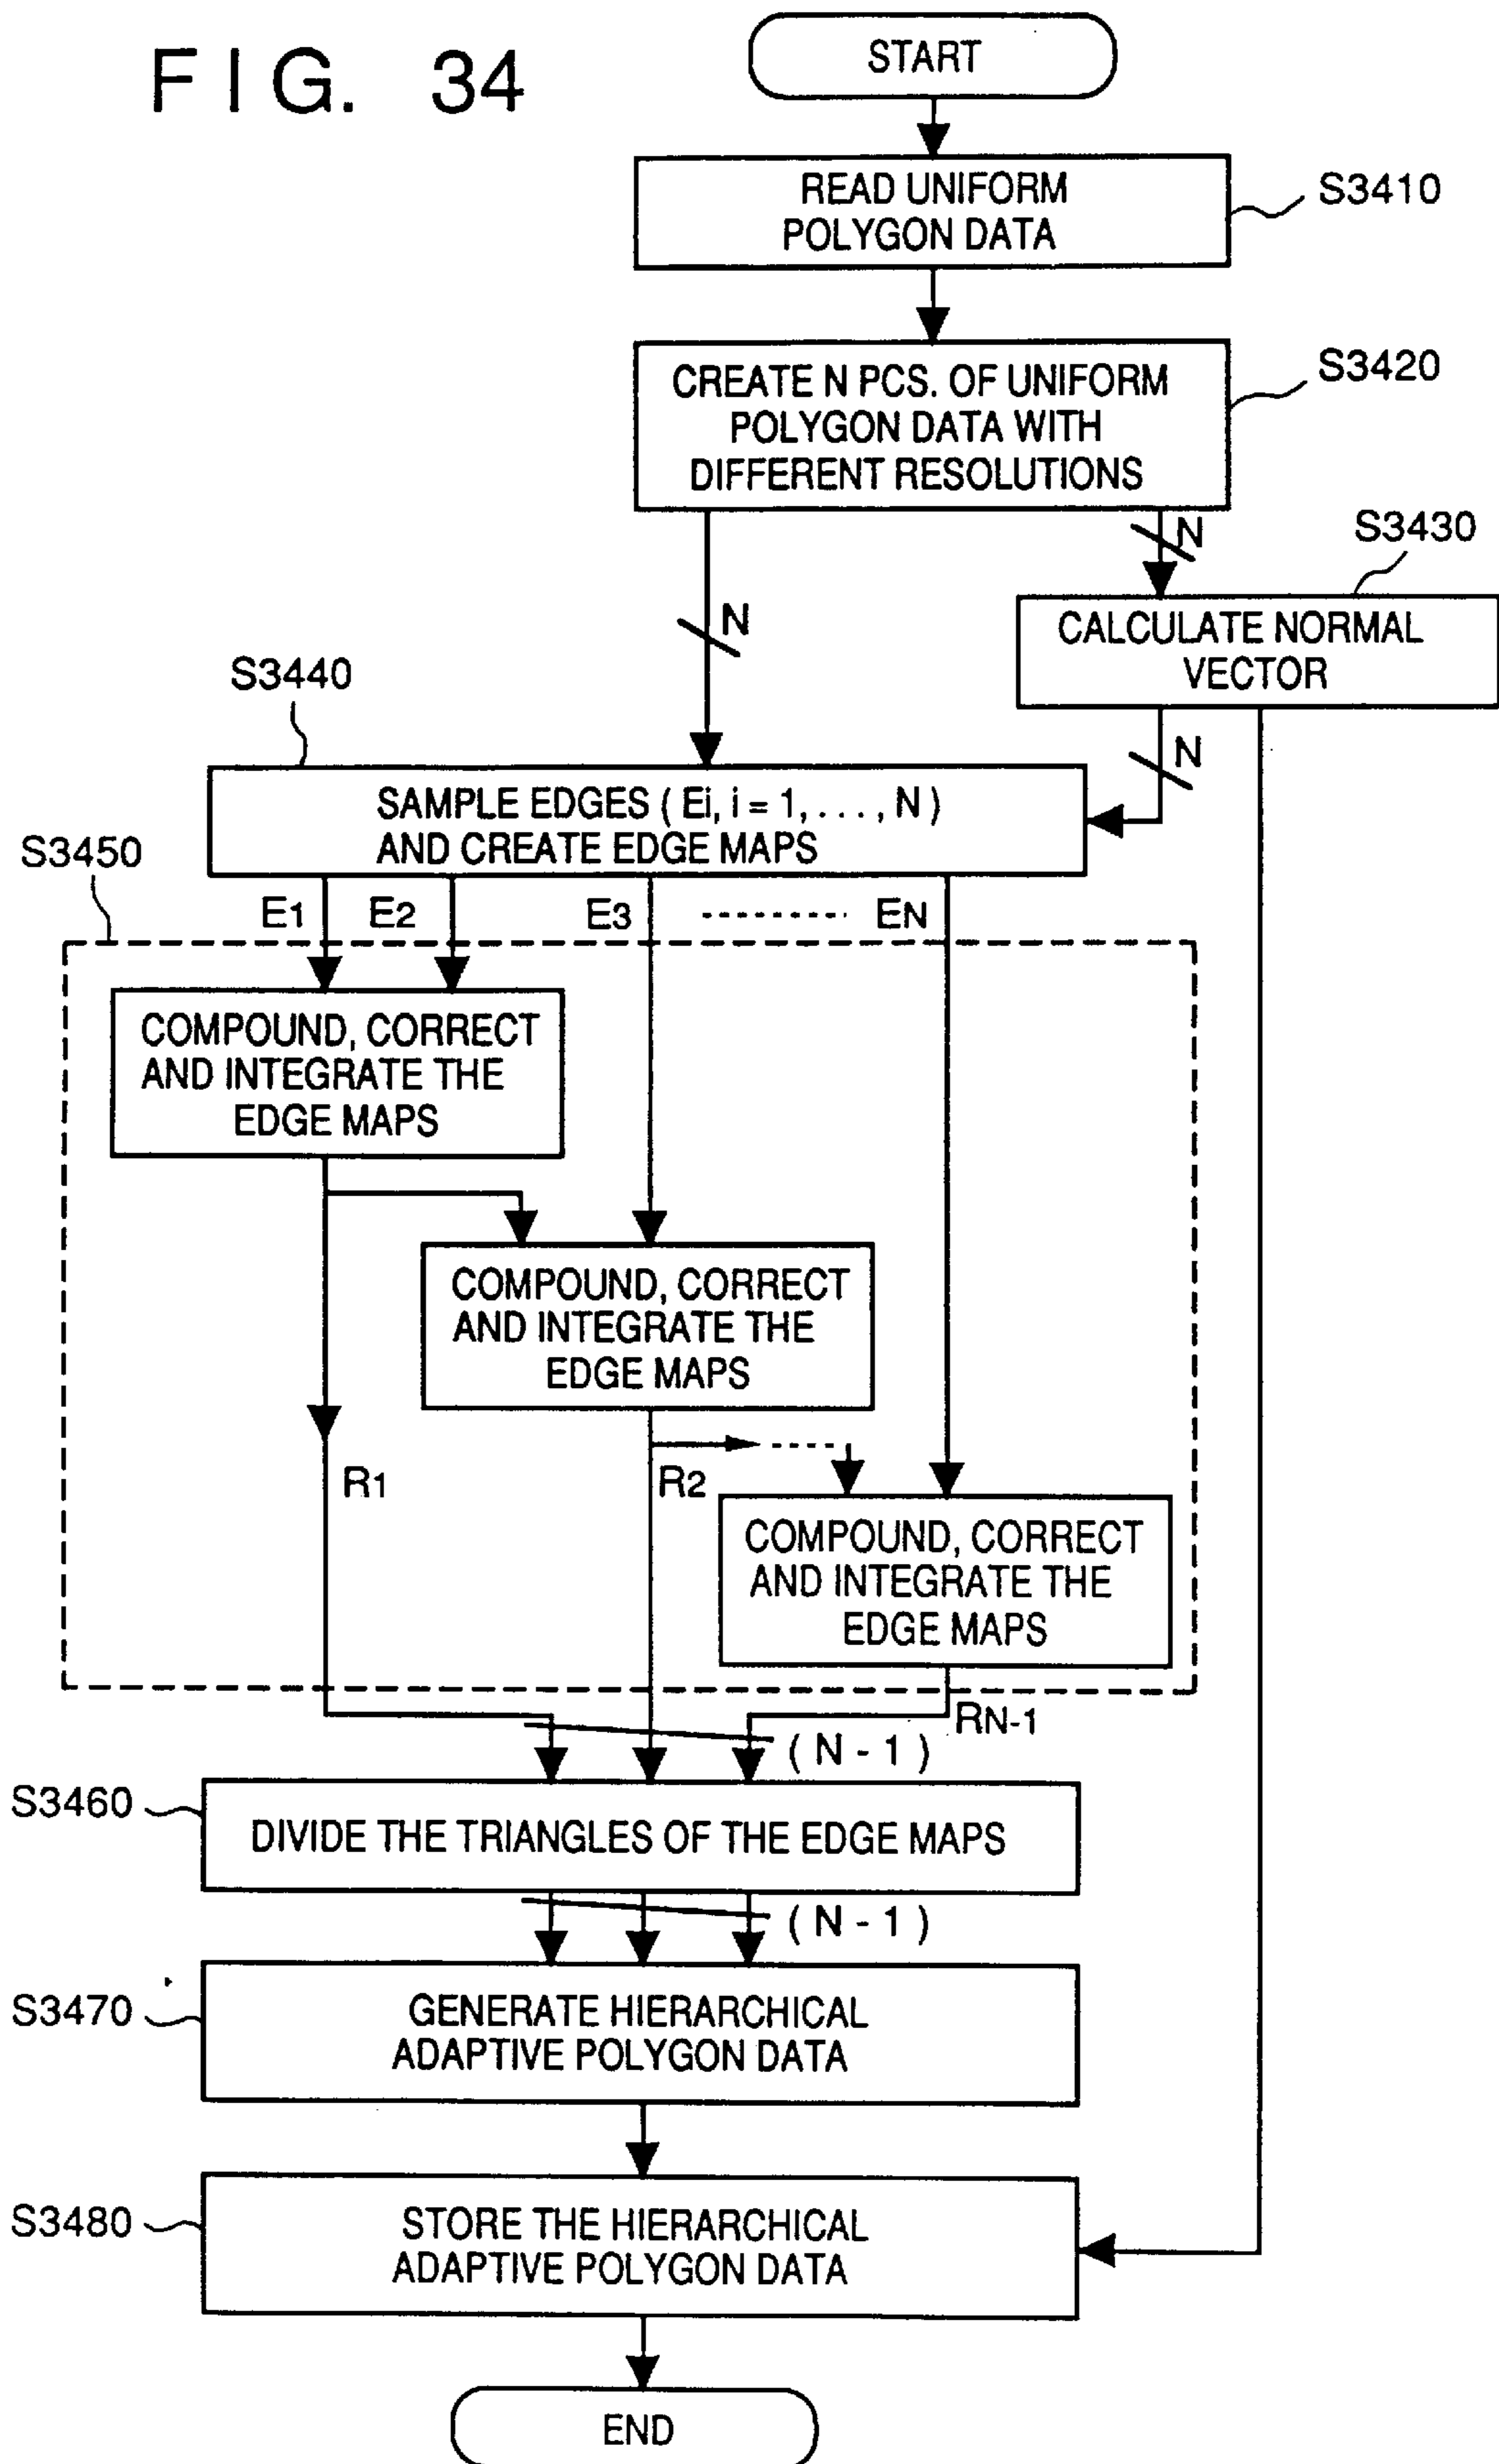 FIG. 34
START
READ UNIFORM
POLYGON DATA
S3410
CREATE N PCS. OF UNIFORM
POLYGON DATA WITH
DIFFERENT RESOLUTIONS
S3420
N
N
S3430
CALCULATE NORMAL
VECTOR
N
S3440
SAMPLE EDGES ( Ei, i = 1, . . . , N )
AND CREATE EDGE MAPS
S3450
E1 E2 E3 EN
COMPOUND, CORRECT
AND INTEGRATE THE
EDGE MAPS
COMPOUND, CORRECT
AND INTEGRATE THE
EDGE MAPS
R1 R2
COMPOUND, CORRECT
AND INTEGRATE THE
EDGE MAPS
RN-1
( N - 1 )
S3460
DIVIDE THE TRIANGLES OF THE EDGE MAPS
( N - 1 )
S3470
GENERATE HIERARCHICAL
ADAPTIVE POLYGON DATA
S3480
STORE THE HIERARCHICAL
ADAPTIVE POLYGON DATA
END